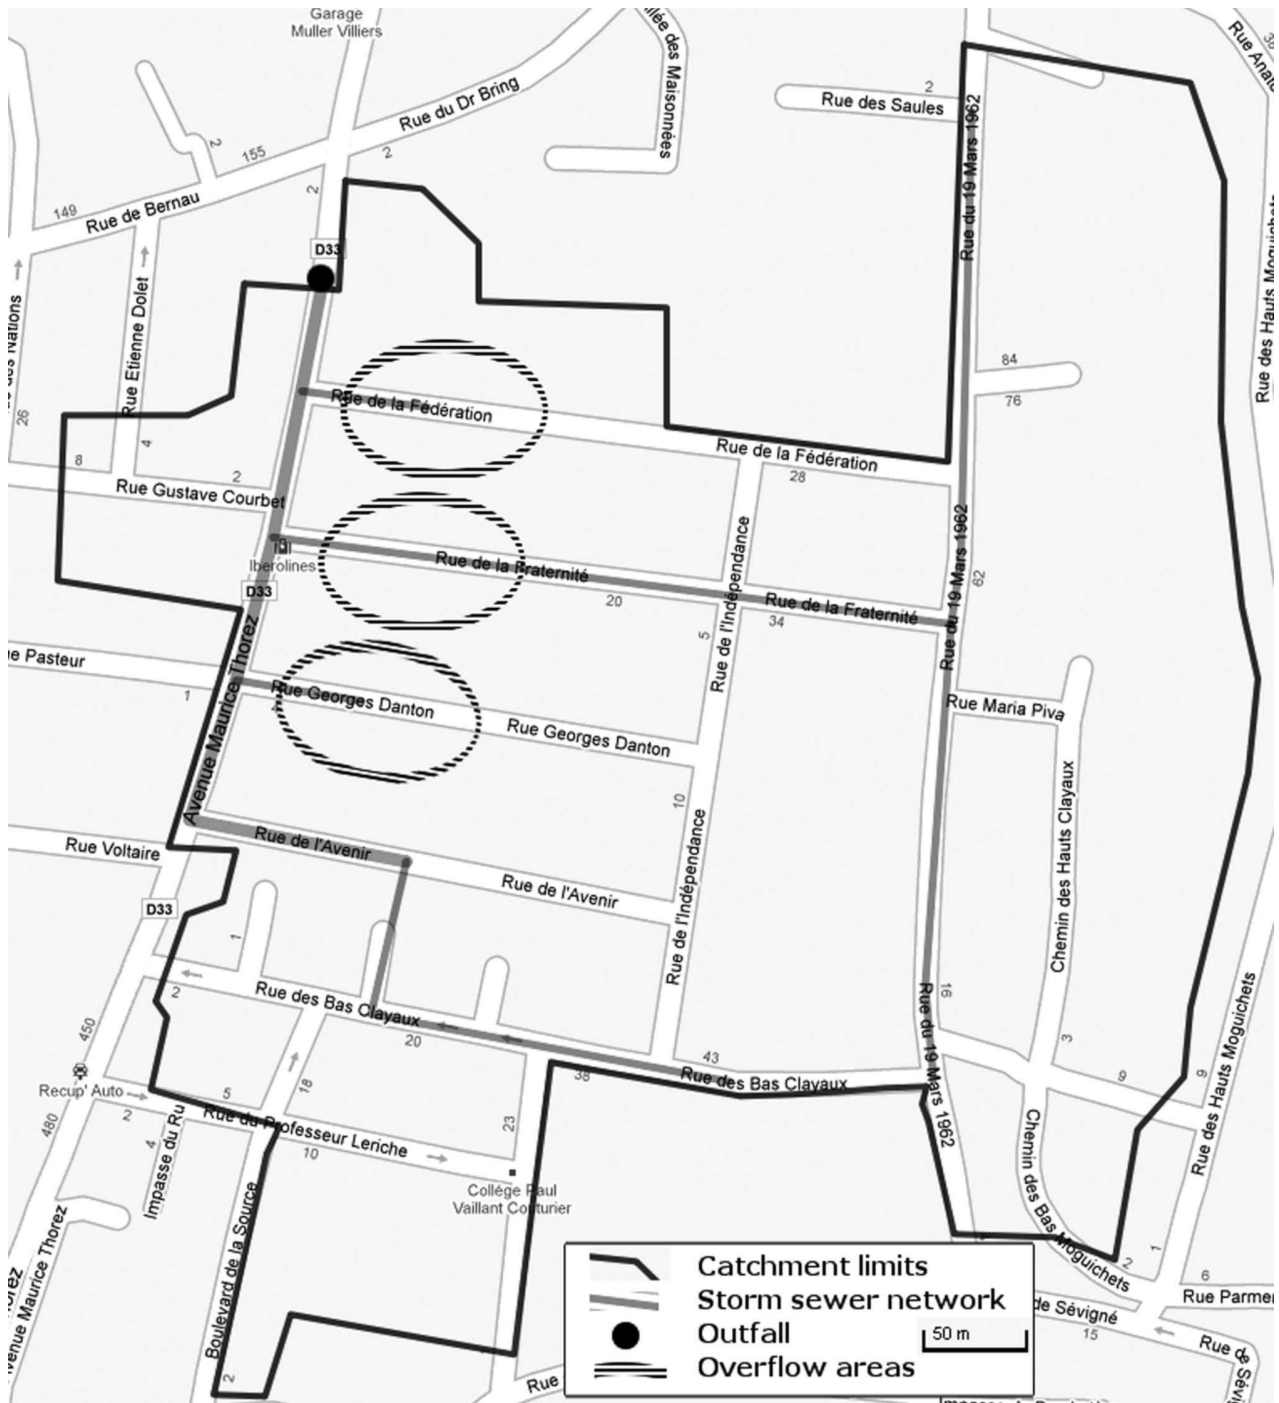 Garage
Muller Villiers
Rue du Dr Bring
Rue des Saules
2
Rue du 19 Mars 1962
155
2
2
2
149
Rue de Bernau
D33
Rue Etienne Dolet
26
4
8
2
Rue Gustave Courbet
Rue de la Fédération
Rue de la Fédération
28
84
76
Rue des Hauts Moguichets
Iberolines
D33
Rue de la Fraternité
20
Rue de la Fraternité
34
Rue de l'Indépendance
5
Rue du 19 Mars 1962
62
Avenue Maurice Thorez
1
Rue Georges Danton
Rue Georges Danton
Rue Maria Piva
10
Rue de l'Indépendance
Chemin des Hauts Clayaux
Rue Voltaire
Rue de l'Avenir
Rue de l'Avenir
D33
1
2
Rue des Bas Clayaux
20
38
43
Rue des Bas Clayaux
16
Rue du 19 Mars 1962
3
9
9
Rue des Hauts Moguichets
450
Recup' Auto
480
2
4
5
18
Impasse du Ru
Rue du Professeur Leriche
10
23
Collége Paul
Vaillant Couturier
Boulevard de la Source
2
Avenue Maurice Thorez
Chemin des Bas Moguichets
2
1
6
Rue Parmen
de Sévigné
15
Rue de
Rue
Catchment limits
Storm sewer network
Outfall
50 m
Overflow areas